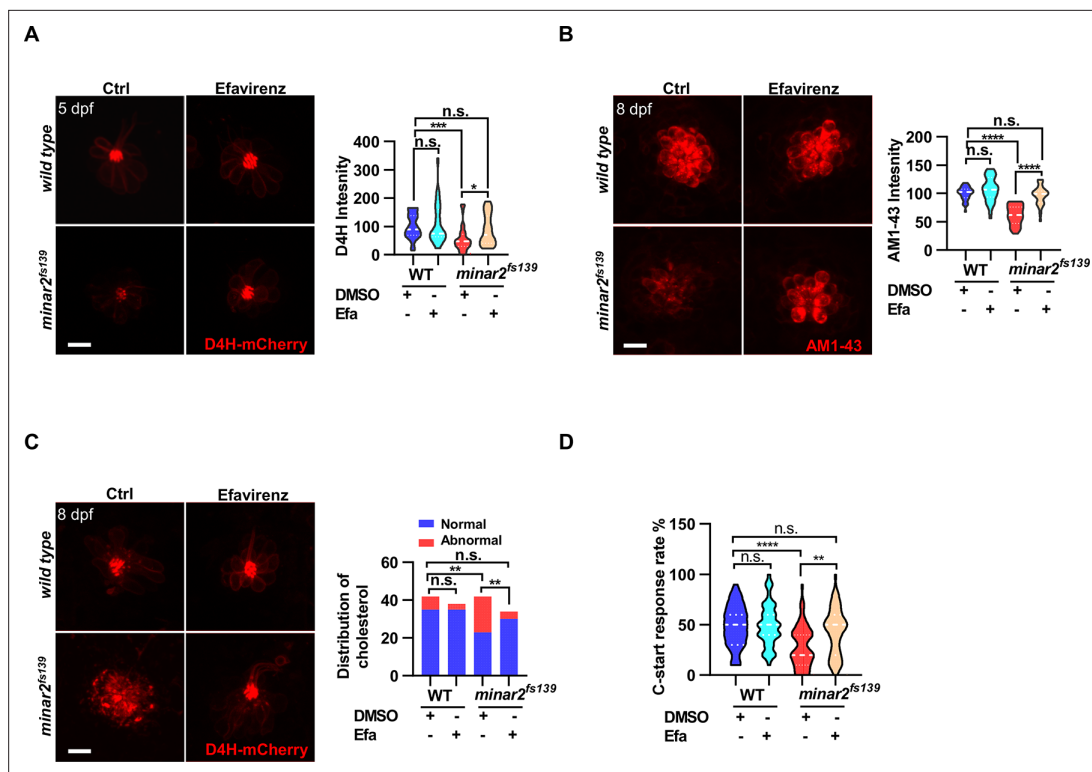 A
Ctrl
Efavirenz
5 dpf
wild type
minar2fs139
D4H-mCherry
D4H Intesnity
400
300
200
100
0
n.s.
***
n.s.
*
WT
minar2fs139
DMSO + - + -
Efa - + - +
B
Ctrl
Efavirenz
8 dpf
wild type
minar2fs139
AM1-43
AM1-43 Intesnity
200
150
100
50
0
n.s.
****
n.s.
****
WT
minar2fs139
DMSO + - + -
Efa - + - +
C
Ctrl
Efavirenz
8 dpf
wild type
minar2fs139
D4H-mCherry
Normal
Abnormal
Distribution of
cholesterol
60
40
20
0
n.s.
**
n.s.
**
WT
minar2fs139
DMSO + - + -
Efa - + - +
D
C-start response rate %
150
100
50
0
n.s.
****
n.s.
**
WT
minar2fs139
DMSO + - + -
Efa - + - +